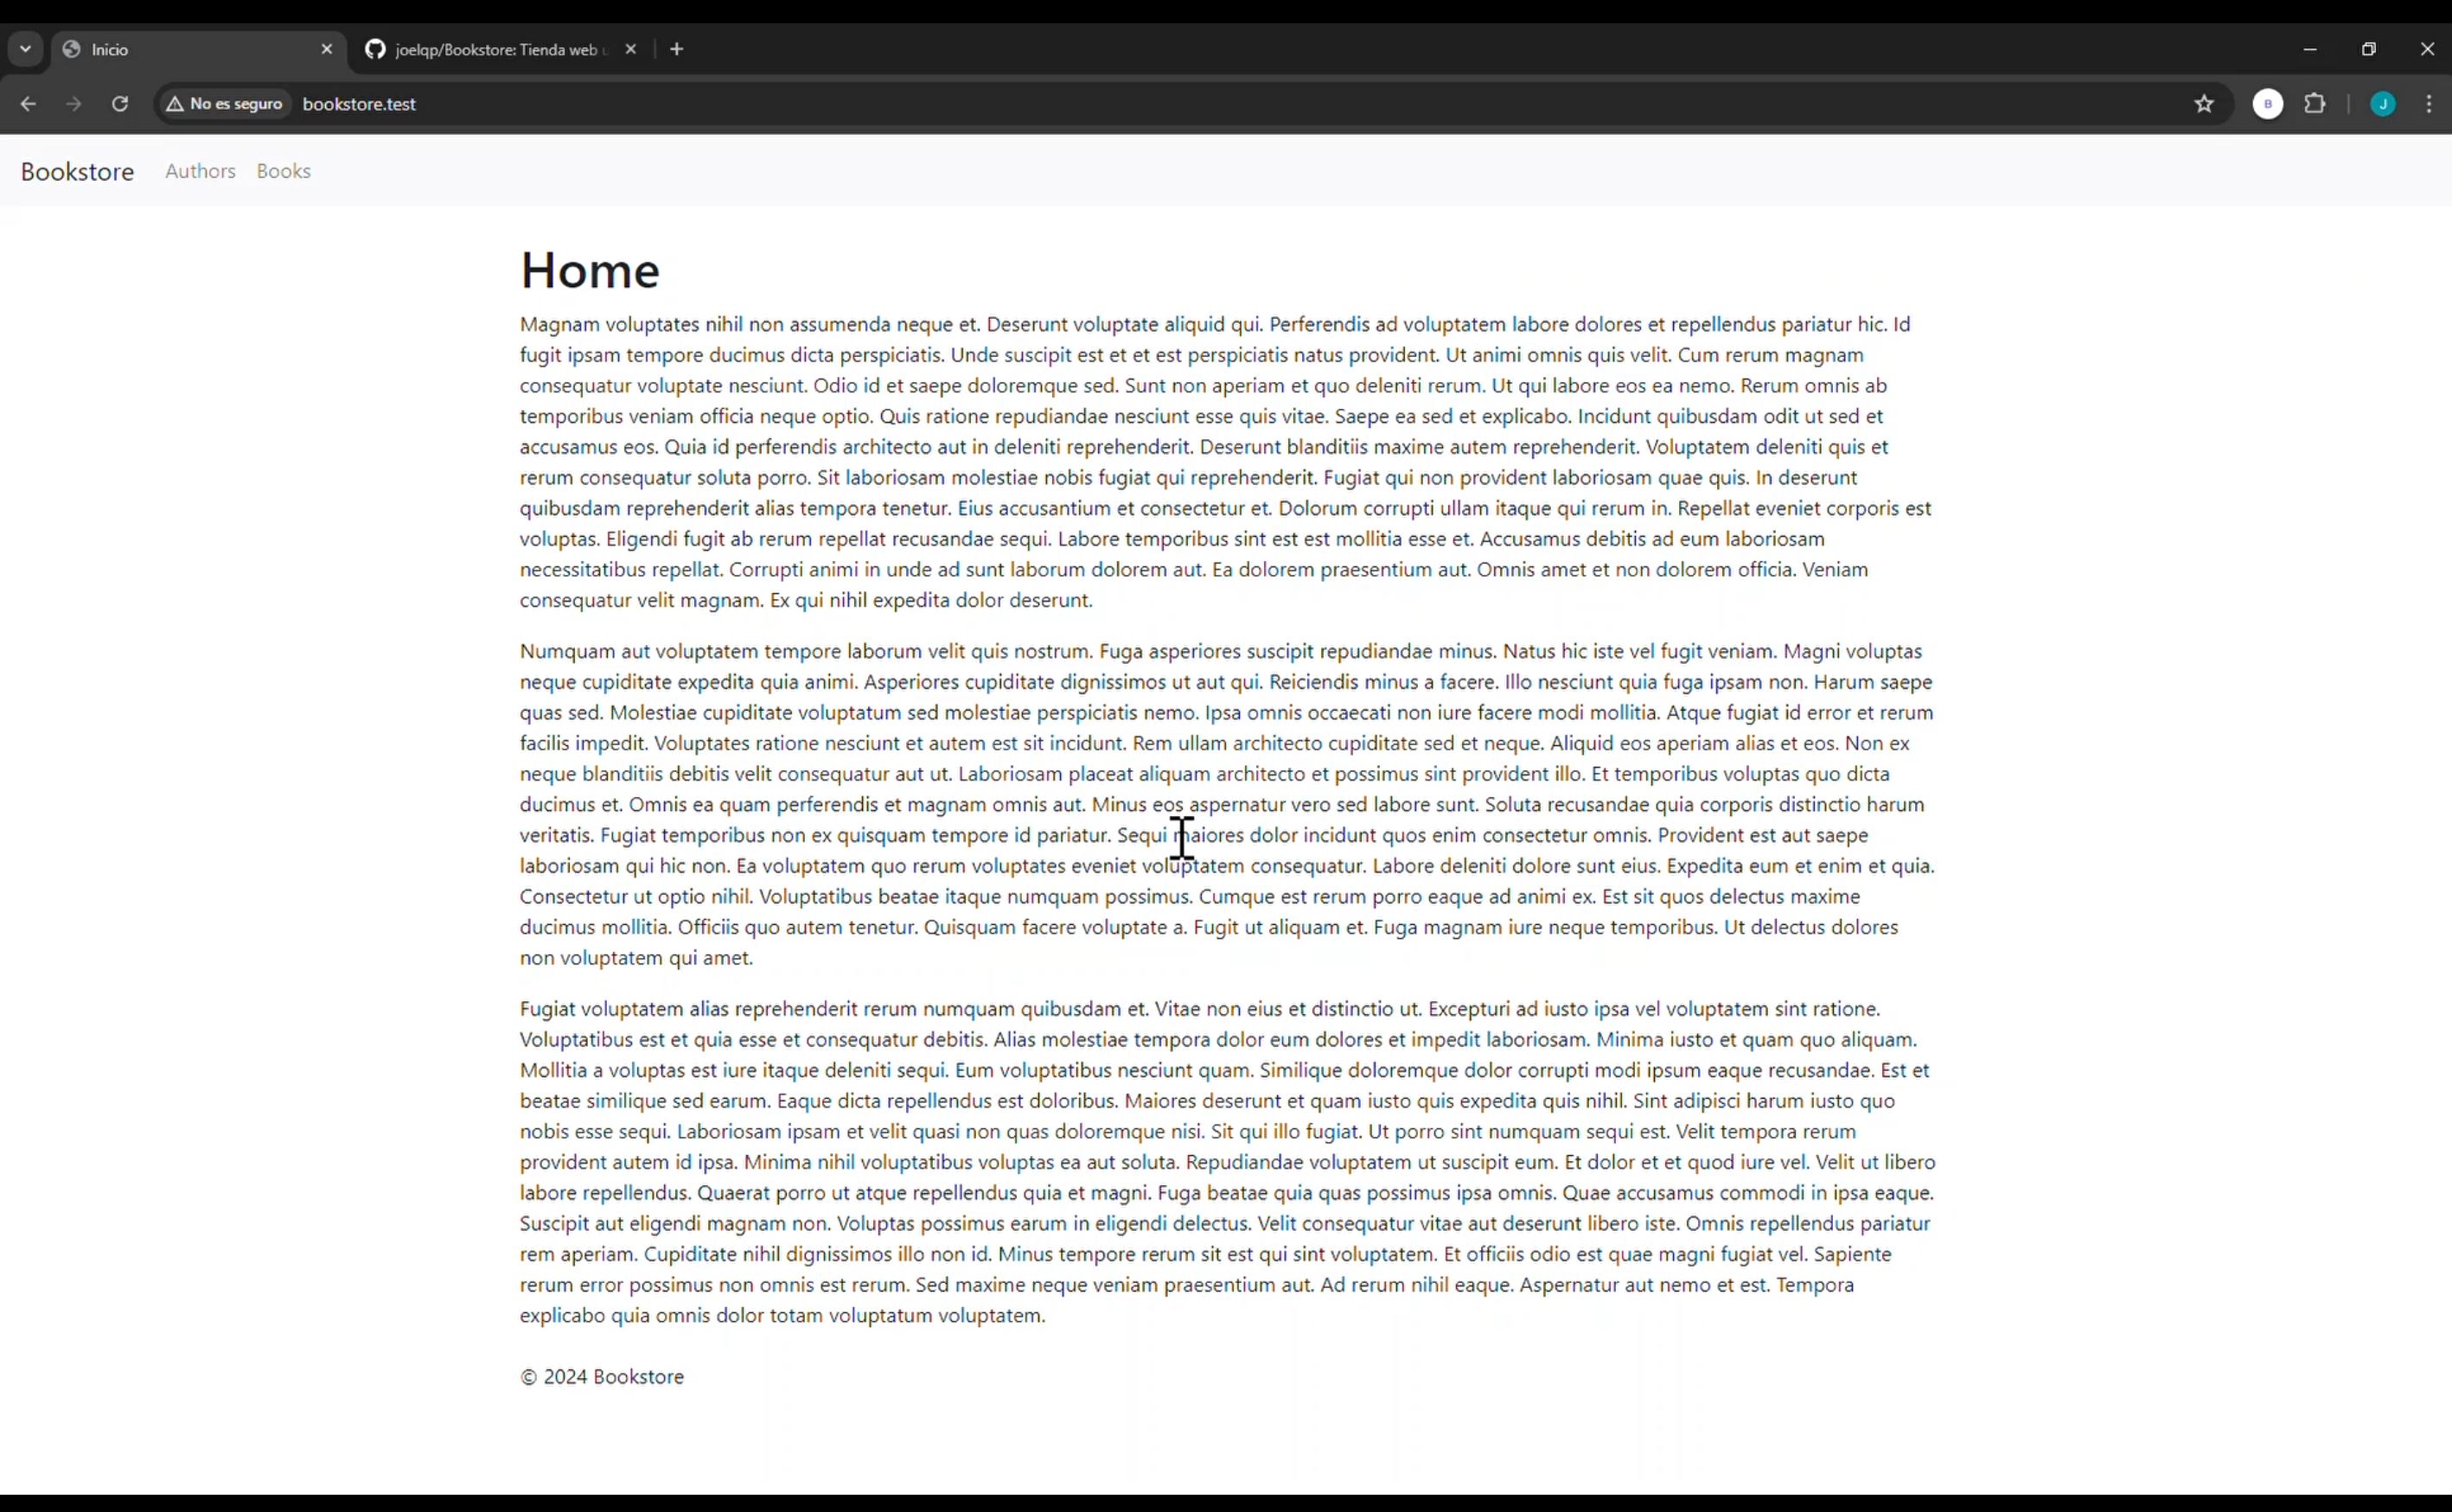 Inicio
joelqp/Bookstore: Tienda web
No es seguro
bookstore.test
B
J
Bookstore
Authors
Books
Home
Magnam voluptates nihil non assumenda neque et. Deserunt voluptate aliquid qui. Perferendis ad voluptatem labore dolores et repellendus pariatur hic. Id
fugit ipsam tempore ducimus dicta perspiciatis. Unde suscipit est et et est perspiciatis natus provident. Ut animi omnis quis velit. Cum rerum magnam
consequatur voluptate nesciunt. Odio id et saepe doloremque sed. Sunt non aperiam et quo deleniti rerum. Ut qui labore eos ea nemo. Rerum omnis ab
temporibus veniam officia neque optio. Quis ratione repudiandae nesciunt esse quis vitae. Saepe ea sed et explicabo. Incidunt quibusdam odit ut sed et
accusamus eos. Quia id perferendis architecto aut in deleniti reprehenderit. Deserunt blanditiis maxime autem reprehenderit. Voluptatem deleniti quis et
rerum consequatur soluta porro. Sit laboriosam molestiae nobis fugiat qui reprehenderit. Fugiat qui non provident laboriosam quae quis. In deserunt
quibusdam reprehenderit alias tempora tenetur. Eius accusantium et consectetur et. Dolorum corrupti ullam itaque qui rerum in. Repellat eveniet corporis est
voluptas. Eligendi fugit ab rerum repellat recusandae sequi. Labore temporibus sint est est mollitia esse et. Accusamus debitis ad eum laboriosam
necessitatibus repellat. Corrupti animi in unde ad sunt laborum dolorem aut. Ea dolorem praesentium aut. Omnis amet et non dolorem officia. Veniam
consequatur velit magnam. Ex qui nihil expedita dolor deserunt.
Numquam aut voluptatem tempore laborum velit quis nostrum. Fuga asperiores suscipit repudiandae minus. Natus hic iste vel fugit veniam. Magni voluptas
neque cupiditate expedita quia animi. Asperiores cupiditate dignissimos ut aut qui. Reiciendis minus a facere. Illo nesciunt quia fuga ipsam non. Harum saepe
quas sed. Molestiae cupiditate voluptatum sed molestiae perspiciatis nemo. Ipsa omnis occaecati non iure facere modi mollitia. Atque fugiat id error et rerum
facilis impedit. Voluptates ratione nesciunt et autem est sit incidunt. Rem ullam architecto cupiditate sed et neque. Aliquid eos aperiam alias et eos. Non ex
neque blanditiis debitis velit consequatur aut ut. Laboriosam placeat aliquam architecto et possimus sint provident illo. Et temporibus voluptas quo dicta
ducimus et. Omnis ea quam perferendis et magnam omnis aut. Minus eos aspernatur vero sed labore sunt. Soluta recusandae quia corporis distinctio harum
veritatis. Fugiat temporibus non ex quisquam tempore id pariatur. Sequi maiores dolor incidunt quos enim consectetur omnis. Provident est aut saepe
laboriosam qui hic non. Ea voluptatem quo rerum voluptates eveniet voluptatem consequatur. Labore deleniti dolore sunt eius. Expedita eum et enim et quia.
Consectetur ut optio nihil. Voluptatibus beatae itaque numquam possimus. Cumque est rerum porro eaque ad animi ex. Est sit quos delectus maxime
ducimus mollitia. Officiis quo autem tenetur. Quisquam facere voluptate a. Fugit ut aliquam et. Fuga magnam iure neque temporibus. Ut delectus dolores
non voluptatem qui amet.
Fugiat voluptatem alias reprehenderit rerum numquam quibusdam et. Vitae non eius et distinctio ut. Excepturi ad iusto ipsa vel voluptatem sint ratione.
Voluptatibus est et quia esse et consequatur debitis. Alias molestiae tempora dolor eum dolores et impedit laboriosam. Minima iusto et quam quo aliquam.
Mollitia a voluptas est iure itaque deleniti sequi. Eum voluptatibus nesciunt quam. Similique doloremque dolor corrupti modi ipsum eaque recusandae. Est et
beatae similique sed earum. Eaque dicta repellendus est doloribus. Maiores deserunt et quam iusto quis expedita quis nihil. Sint adipisci harum iusto quo
nobis esse sequi. Laboriosam ipsam et velit quasi non quas doloremque nisi. Sit qui illo fugiat. Ut porro sint numquam sequi est. Velit tempora rerum
provident autem id ipsa. Minima nihil voluptatibus voluptas ea aut soluta. Repudiandae voluptatem ut suscipit eum. Et dolor et et quod iure vel. Velit ut libero
labore repellendus. Quaerat porro ut atque repellendus quia et magni. Fuga beatae quia quas possimus ipsa omnis. Quae accusamus commodi in ipsa eaque.
Suscipit aut eligendi magnam non. Voluptas possimus earum in eligendi delectus. Velit consequatur vitae aut deserunt libero iste. Omnis repellendus pariatur
rem aperiam. Cupiditate nihil dignissimos illo non id. Minus tempore rerum sit est qui sint voluptatem. Et officiis odio est quae magni fugiat vel. Sapiente
rerum error possimus non omnis est rerum. Sed maxime neque veniam praesentium aut. Ad rerum nihil eaque. Aspernatur aut nemo et est. Tempora
explicabo quia omnis dolor totam voluptatum voluptatem.
© 2024 Bookstore